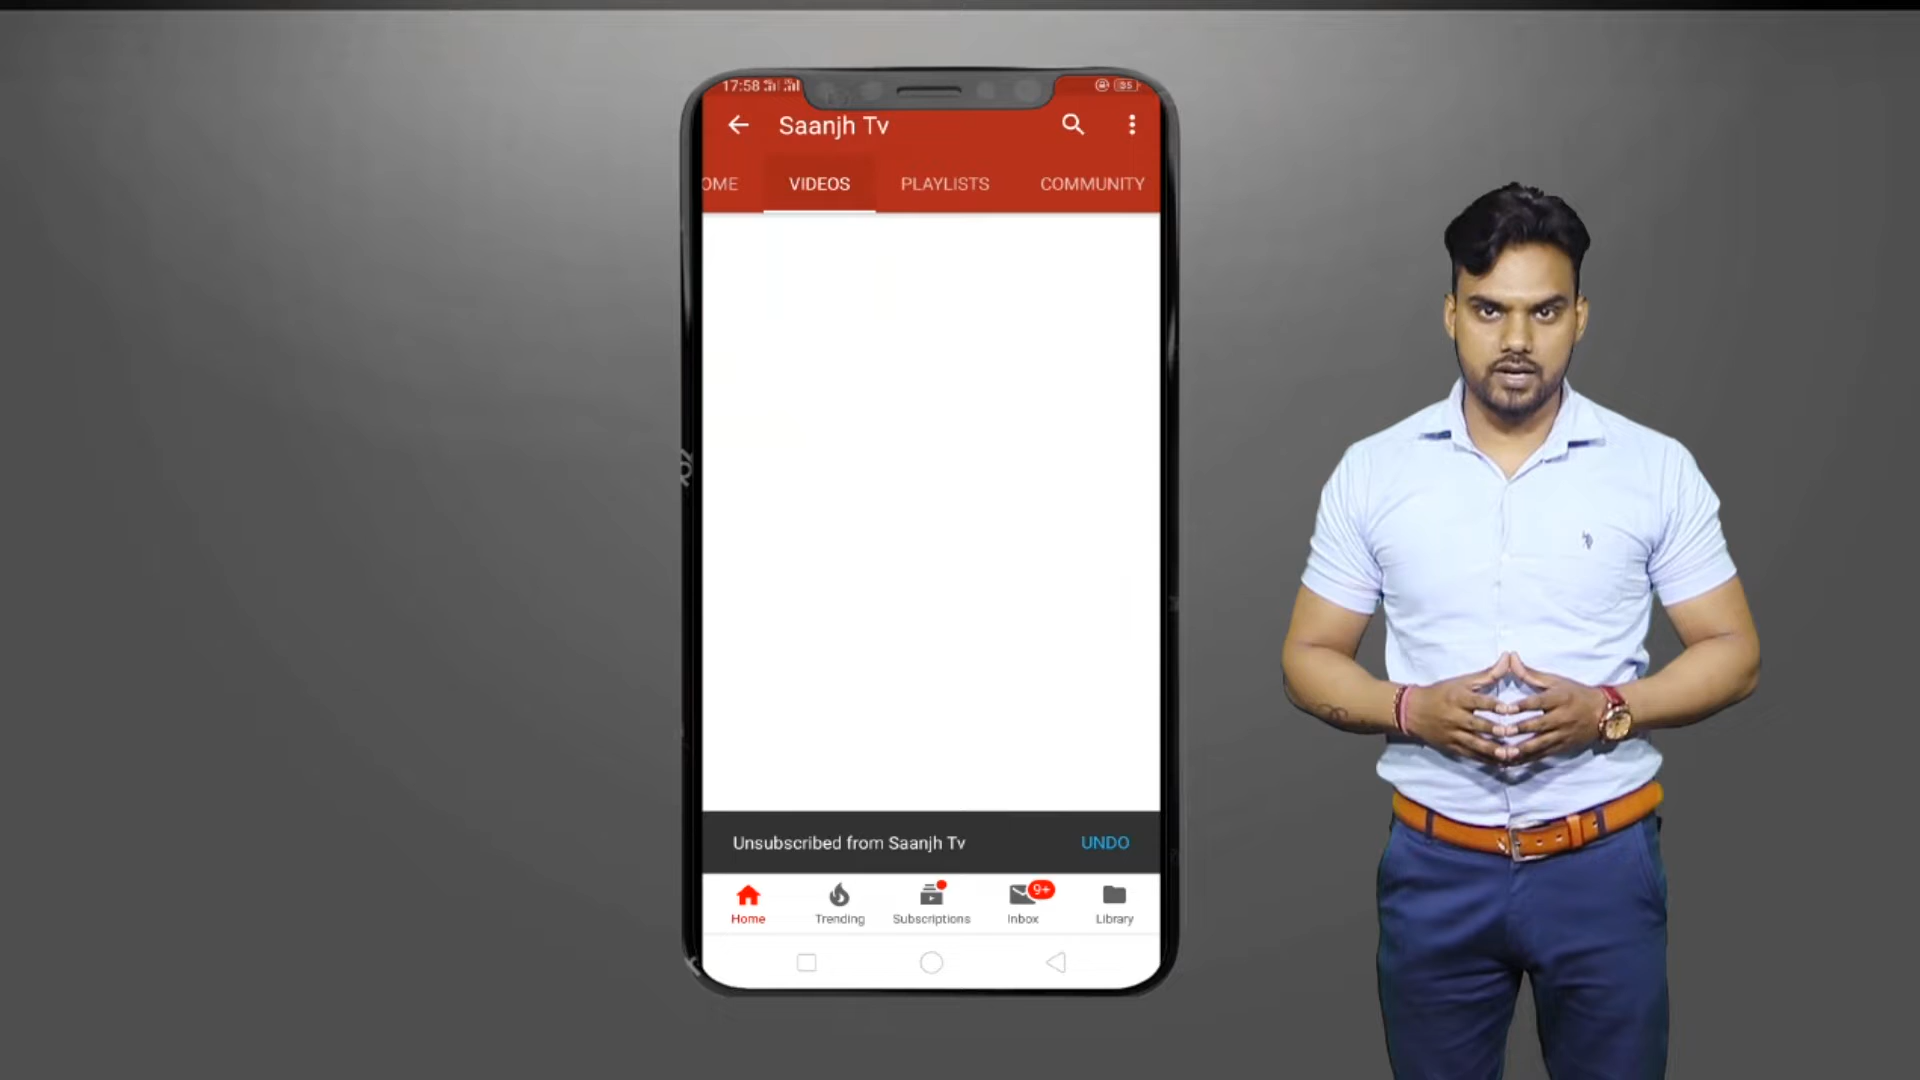 17:58
85
Saanjh Tv
OME VIDEOS PLAYLISTS COMMUNITY
Unsubscribed from Saanjh Tv UNDO
9+
Home Trending Subscriptions Inbox Library